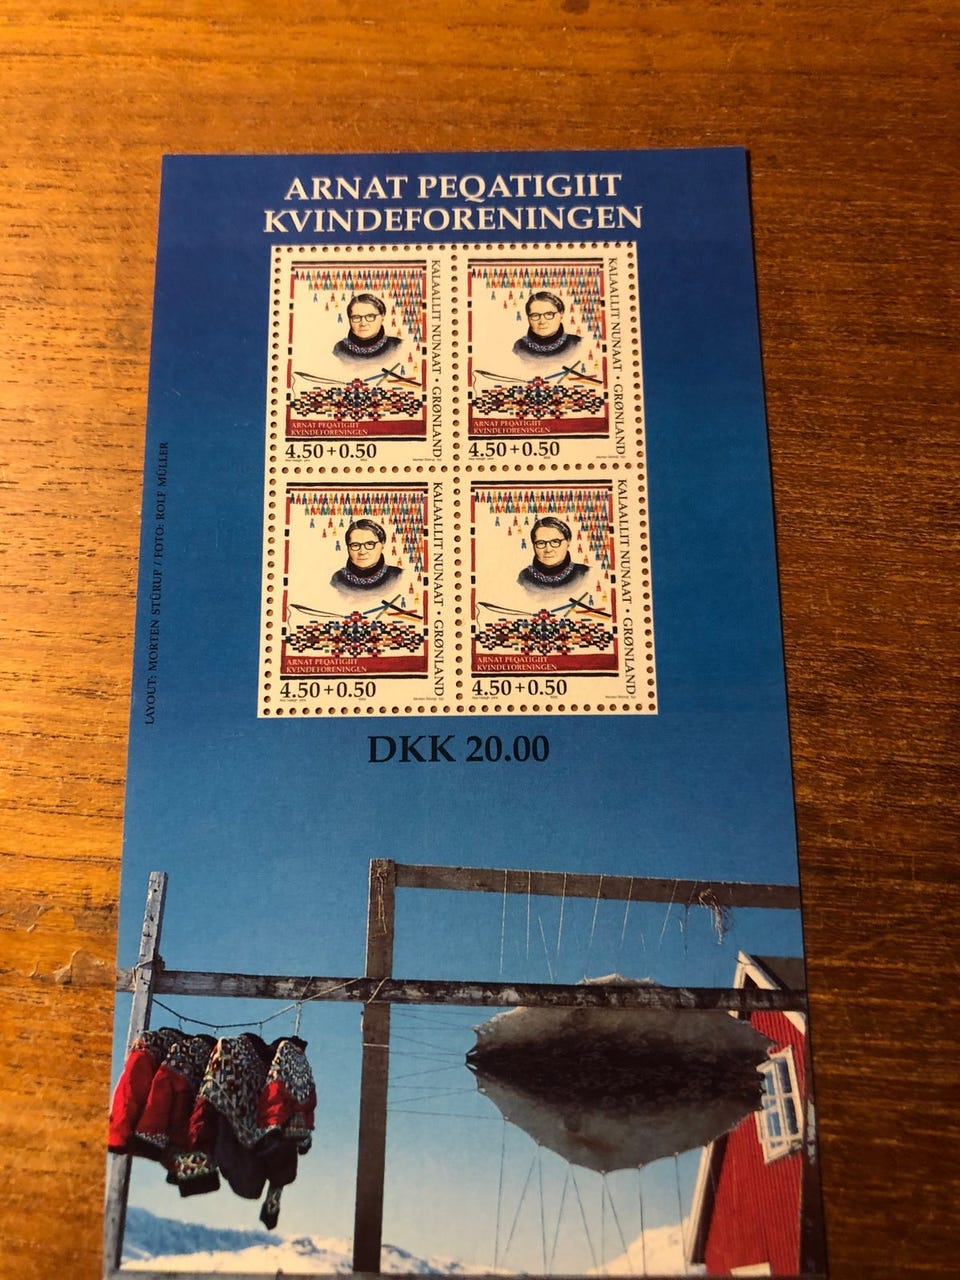 ARNAT PEQATIGIIT
KVINDEFORENINGEN
KALAALLIT NUNAAT • GRØNLAND
ARNAT PEQATIGIIT
KVINDEFORENINGEN
4.50+0.50
KALAALLIT NUNAAT • GRØNLAND
ARNAT PEQATIGIIT
KVINDEFORENINGEN
4.50+0.50
KALAALLIT NUNAAT • GRØNLAND
ARNAT PEQATIGIIT
KVINDEFORENINGEN
4.50+0.50
KALAALLIT NUNAAT • GRØNLAND
ARNAT PEQATIGIIT
KVINDEFORENINGEN
4.50+0.50
LAYOUT: MORTEN STÜRUP / FOTO: ROLF MÜLLER
DKK 20.00